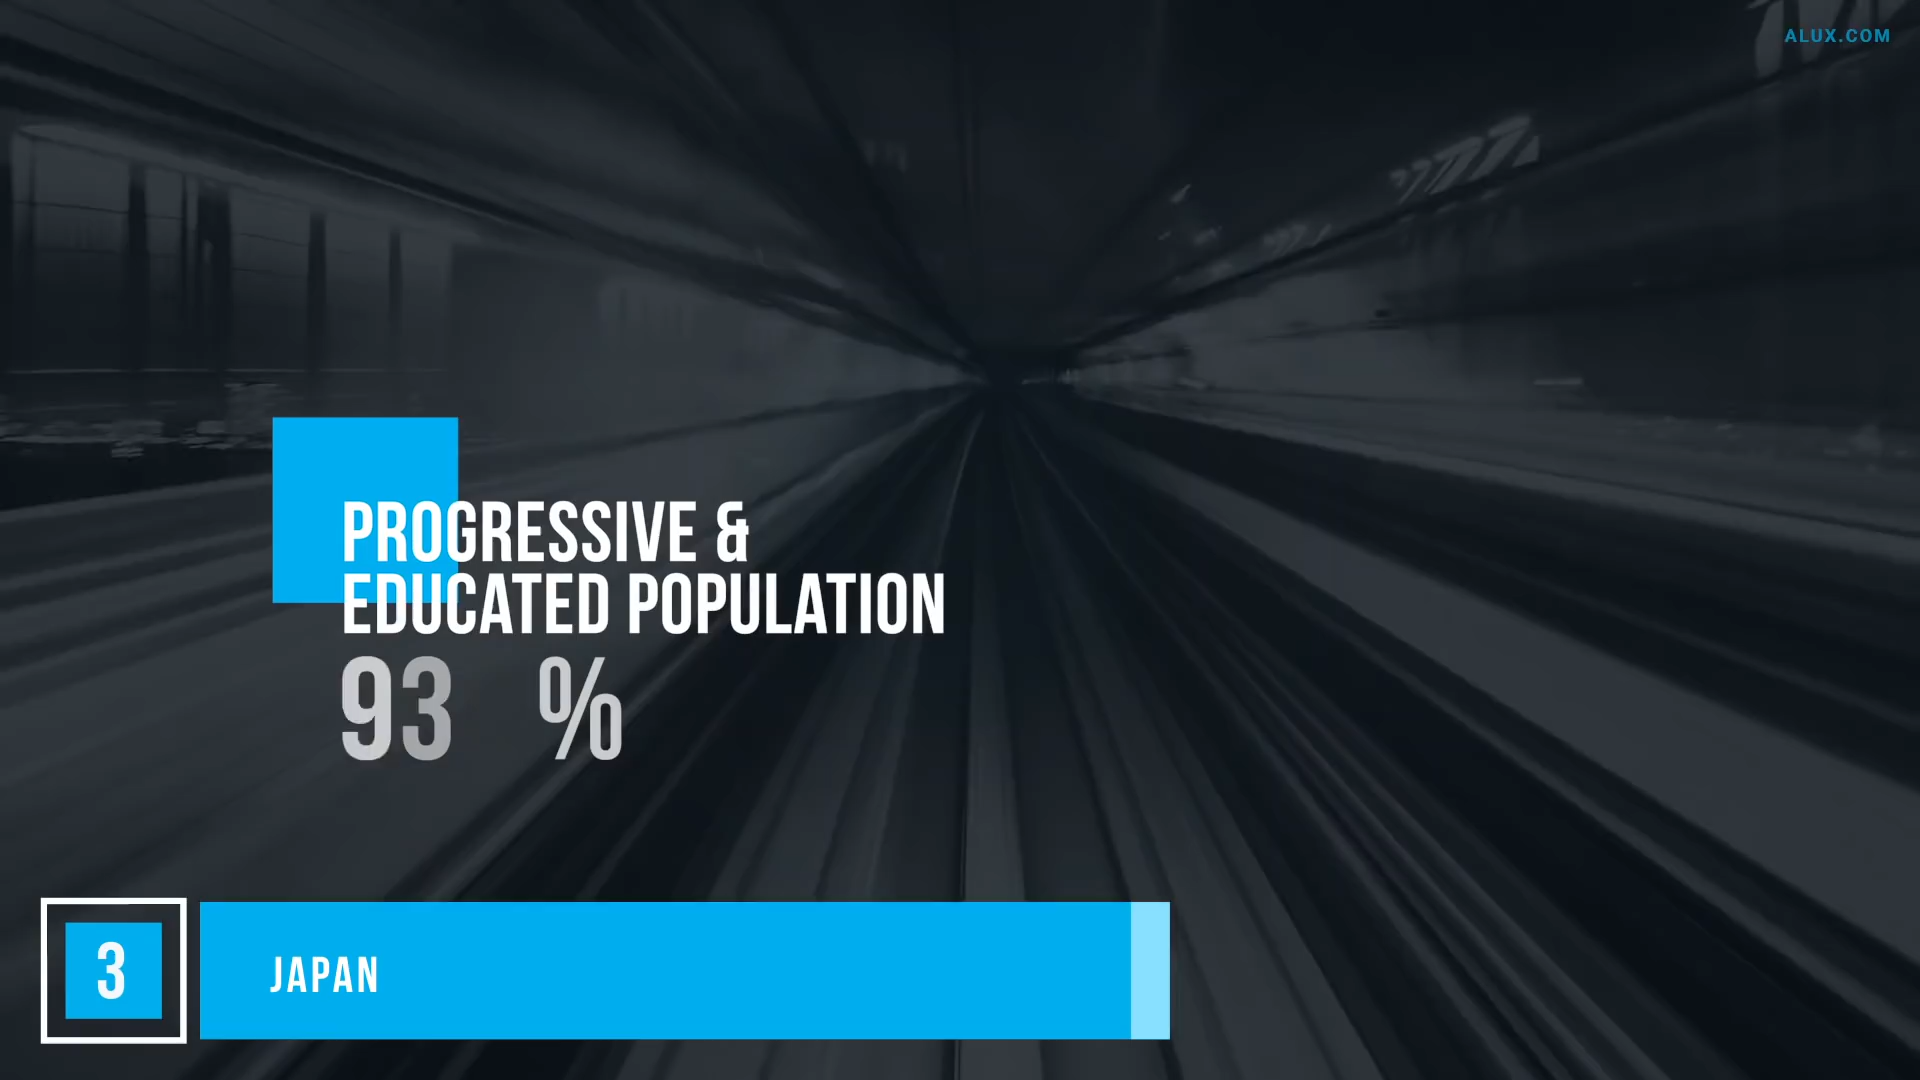 ALUX.COM
PROGRESSIVE &
EDUCATED POPULATION
93 %
3
JAPAN